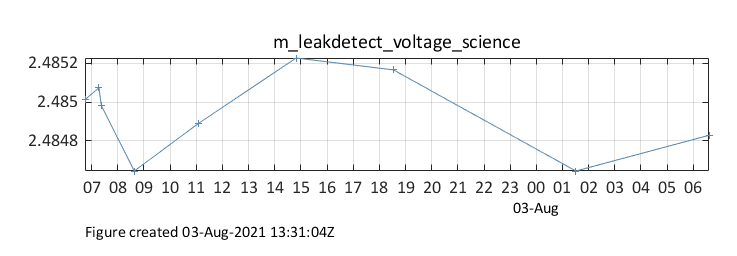 m_leakdetect_voltage_science
2.4852
2.485
2.4848
07 08 09 10 11 12 13 14 15 16 17 18 19 20 21 22 23 00 01 02 03 04 05 06
03-Aug
Figure created 03-Aug-2021 13:31:04Z